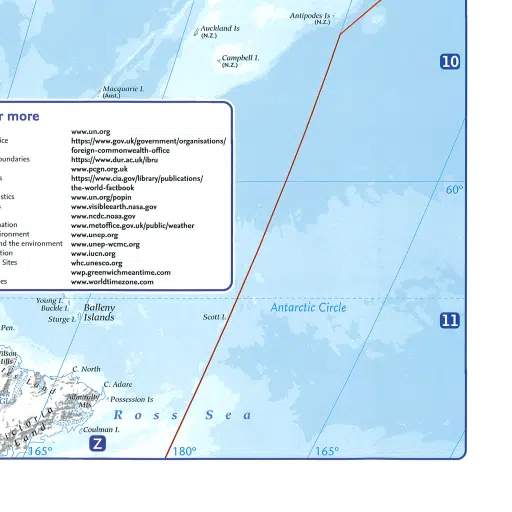 Antipodes Is
(N.Z.)
Auckland Is
(N.Z.)
Campbell I.
(N.Z.)
10
Macquarie I.
(Aust.)
r more
www.un.org
ice https://www.gov.uk/government/organisations/
foreign-commonwealth-office
oundaries https://www.dur.ac.uk/ibru
www.pcgn.org.uk
s https://www.cia.gov/library/publications/
the-world-factbook
stics www.un.org/popin
www.visibleearth.nasa.gov
www.ncdc.noaa.gov
ation www.metoffice.gov.uk/public/weather
ironment www.unep.org
nd the environment www.unep-wcmc.org
tion www.iucn.org
Sites whc.unesco.org
wwp.greenwichmeantime.com
es www.worldtimezone.com
60°
Young I.
Buckle I.
Sturge I.
Balleny
Islands
Scott I.
Antarctic Circle
11
Pen.
ilson
Hills
C. North
C. Adare
Admiralty
Mts
Possession Is
Ross Sea
Victoria
Land
Coulman I.
Z
165°
180°
165°